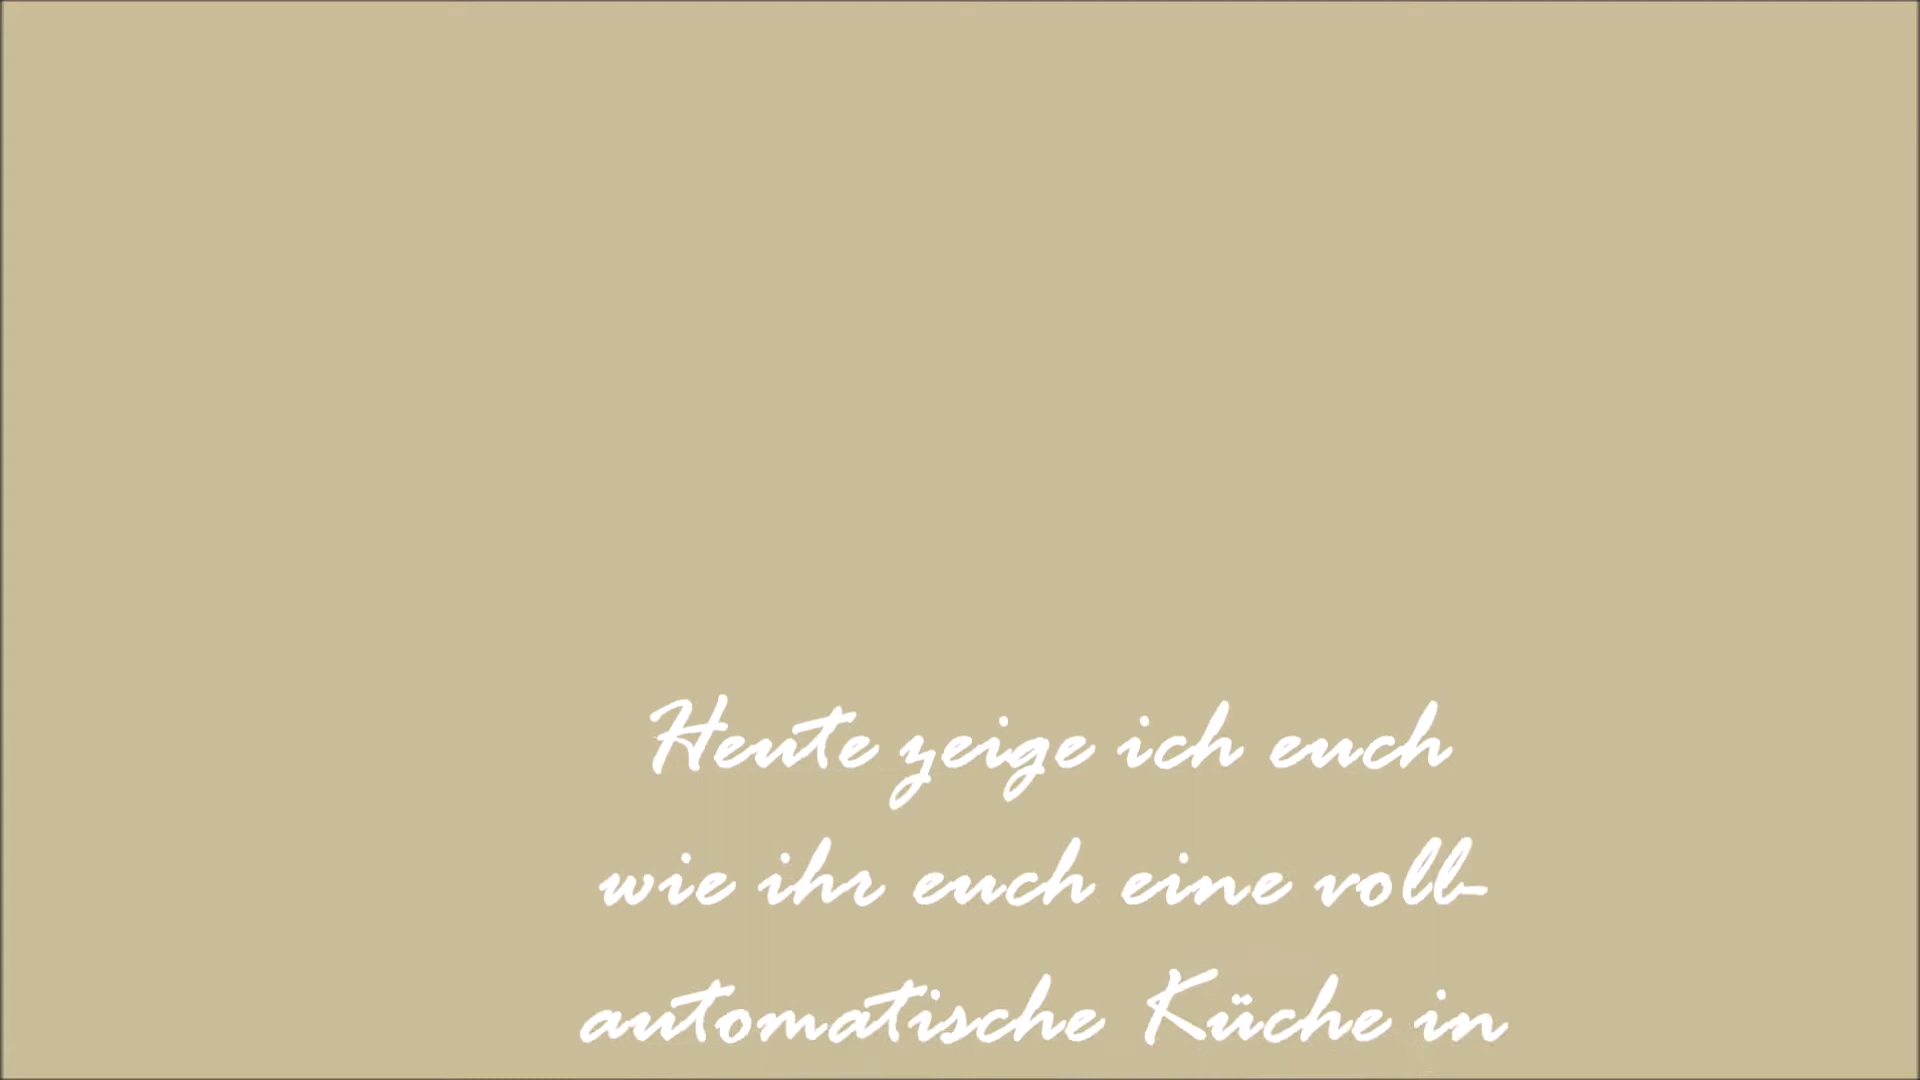 Heute zeige ich euch
wie ihr euch eine voll-
automatische Küche in